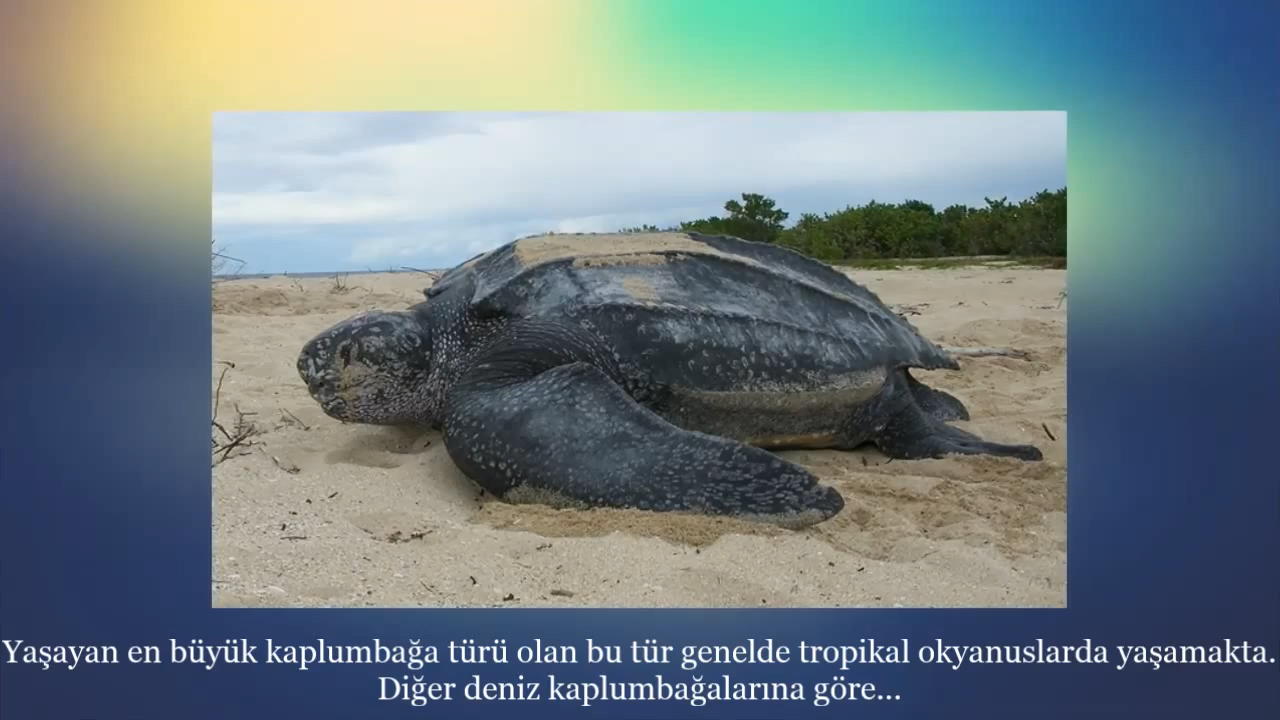 Yaşayan en büyük kaplumbağa türü olan bu tür genelde tropikal okyanuslarda yaşamakta.
Diğer deniz kaplumbağalarına göre...